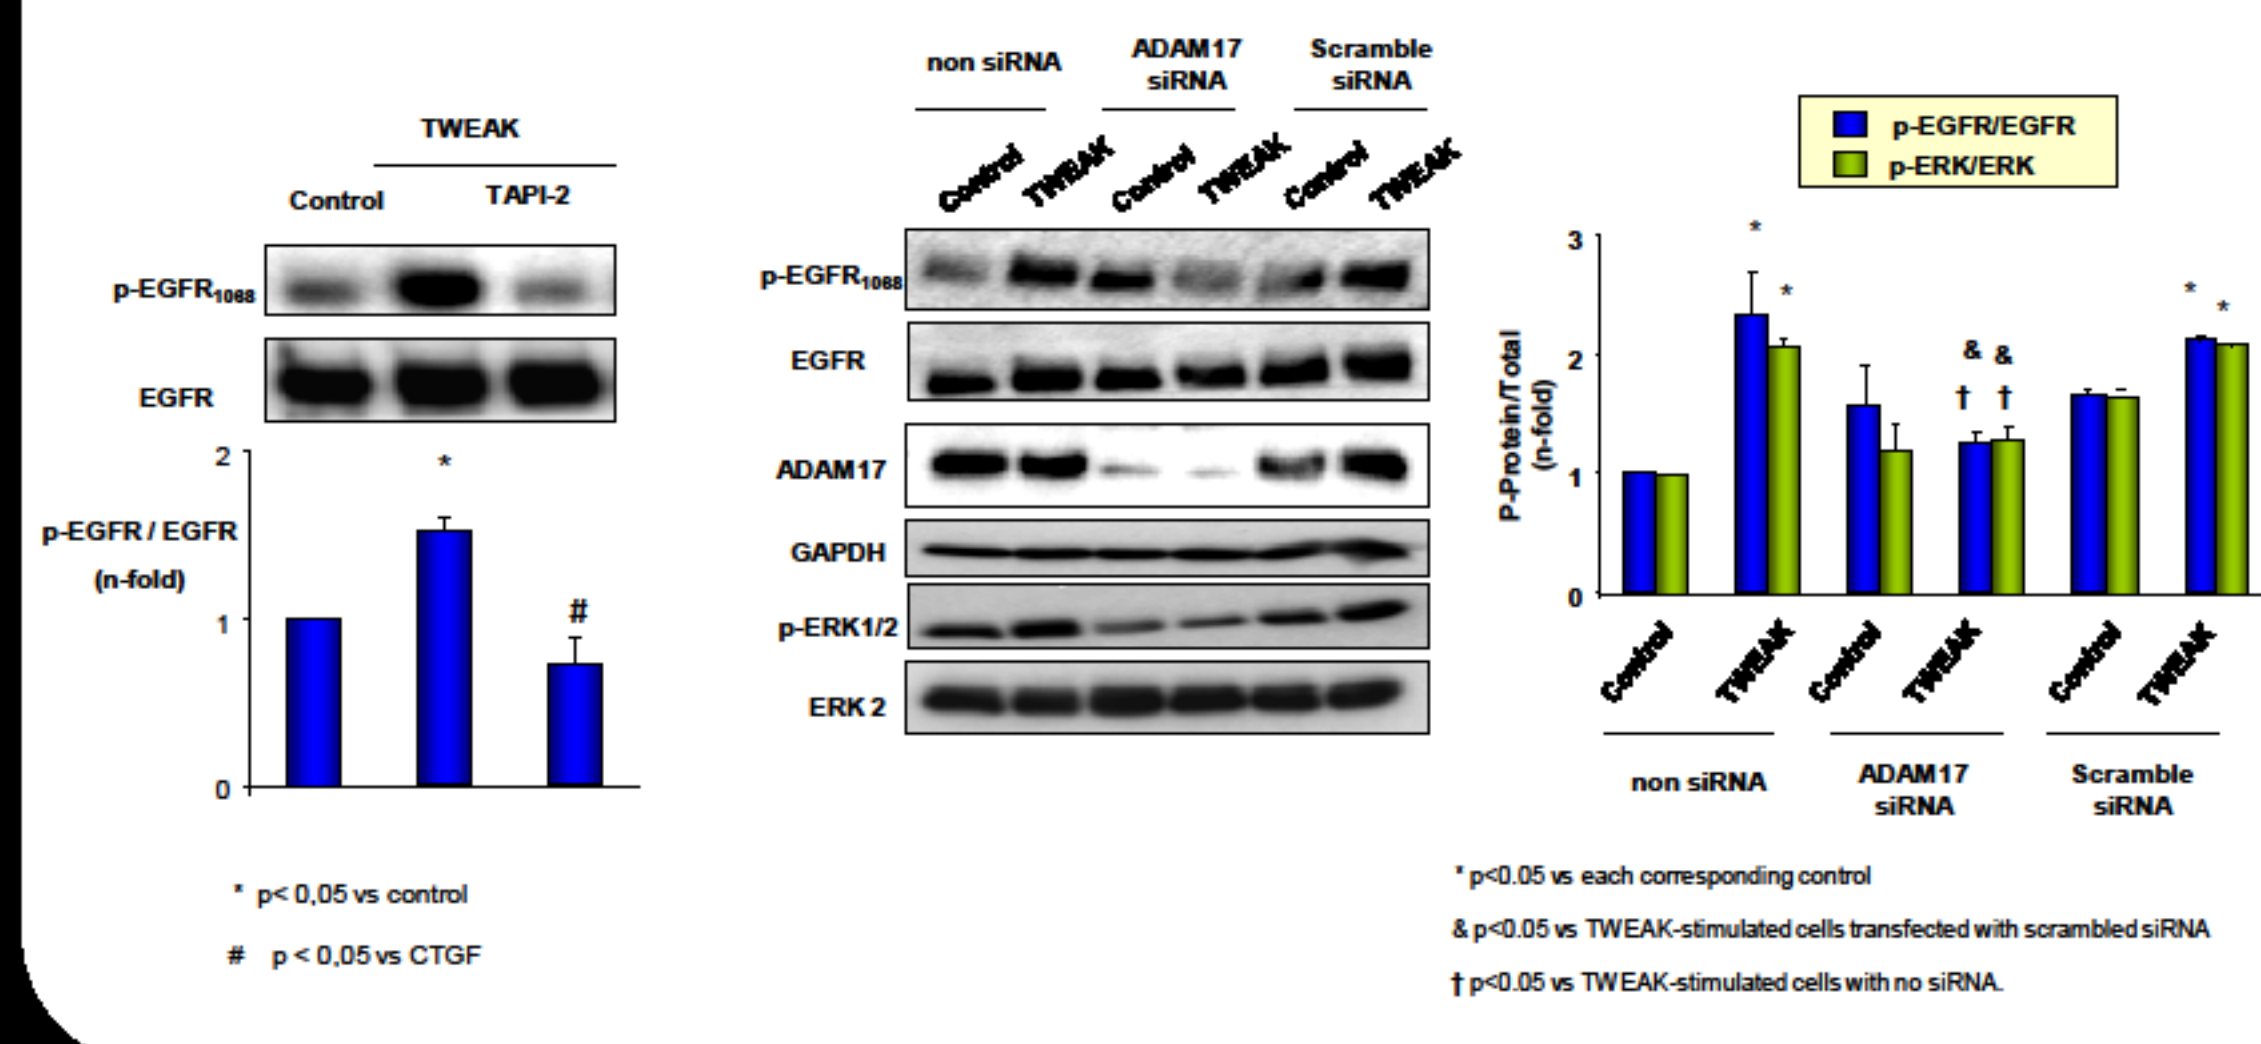 TWEAK
Control
TAPI-2
p-EGFR1068
EGFR
2
*
p-EGFR / EGFR
(n-fold)
1
#
0
* p< 0,05 vs control
# p < 0,05 vs CTGF
non siRNA
ADAM17
siRNA
Scramble
siRNA
Control
TWEAK
Control
TWEAK
Control
TWEAK
p-EGFR1068
EGFR
ADAM17
GAPDH
p-ERK1/2
ERK 2
p-EGFR/EGFR
p-ERK/ERK
P-Protein/Total
(n-fold)
3
2
1
0
*
*
& &
† †
*
*
Control
TWEAK
Control
TWEAK
Control
TWEAK
non siRNA
ADAM17
siRNA
Scramble
siRNA
* p<0.05 vs each corresponding control
& p<0.05 vs TWEAK-stimulated cells transfected with scrambled siRNA
† p<0.05 vs TWEAK-stimulated cells with no siRNA.